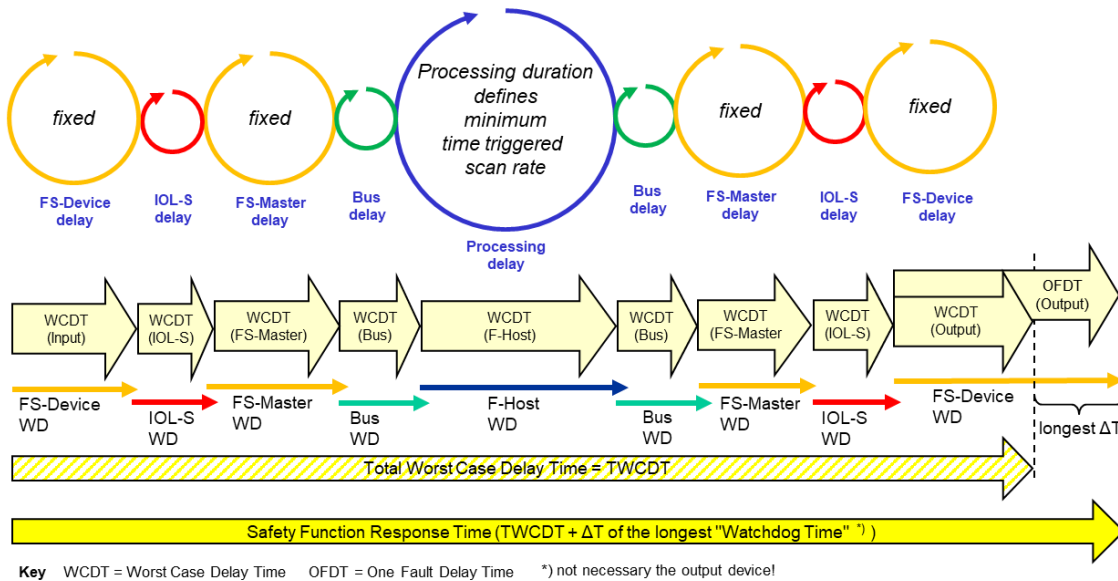 fixed
fixed
Processing duration
defines
minimum
time triggered
scan rate
fixed
fixed
FS-Device
delay
IOL-S
delay
FS-Master
delay
Bus
delay
Processing
delay
Bus
delay
FS-Master
delay
IOL-S
delay
FS-Device
delay
WCDT
(Input)
WCDT
(IOL-S)
WCDT
(FS-Master)
WCDT
(Bus)
WCDT
(F-Host)
WCDT
(Bus)
WCDT
(FS-Master
WCDT
(IOL-S)
WCDT
(Output)
OFDT
(Output)
FS-Device
WD
IOL-S
WD
FS-Master
WD
Bus
WD
F-Host
WD
Bus
WD
FS-Master
WD
IOL-S
WD
FS-Device
WD
longest ΔT
Total Worst Case Delay Time = TWCDT
Safety Function Response Time (TWCDT + ΔT of the longest "Watchdog Time" *) )
Key WCDT = Worst Case Delay Time OFDT = One Fault Delay Time *) not necessary the output device!